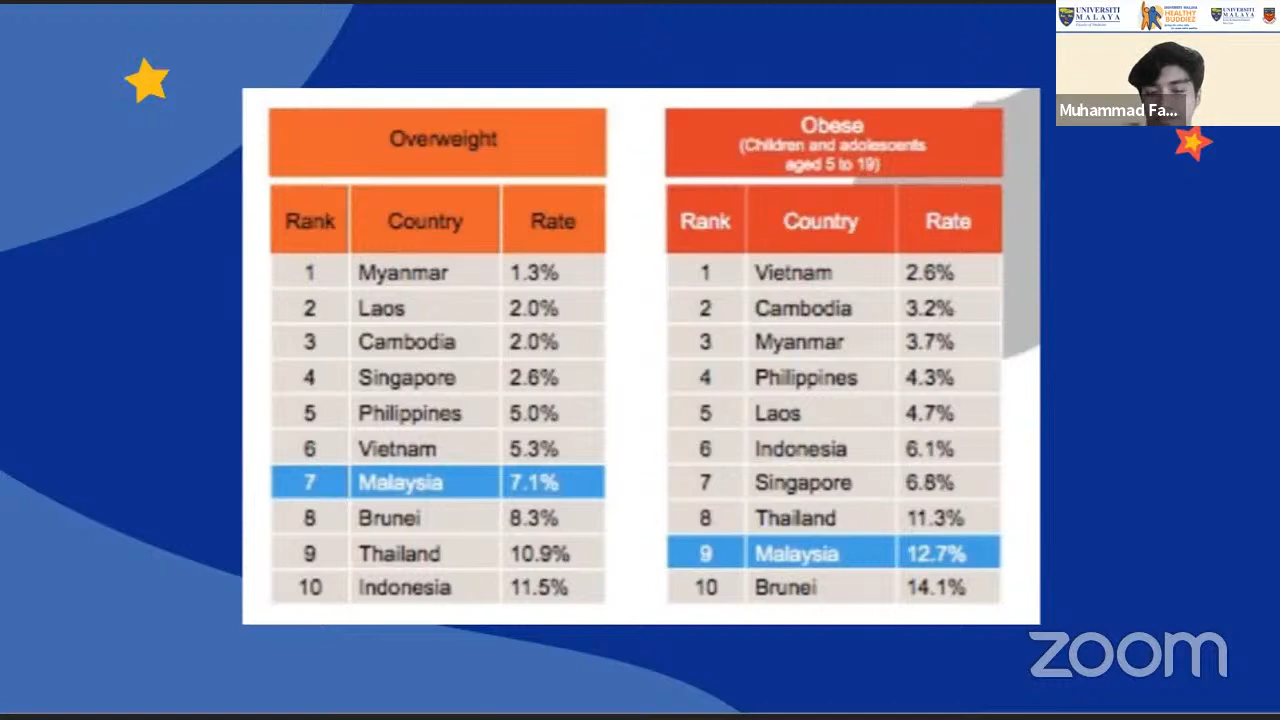 UNIVERSITI
MALAYA
HEALTHY
BUDDIEZ
UNIVERSITI
MALAYA
Muhammad Fa...
Overweight
Rank Country Rate
1 Myanmar 1.3%
2 Laos 2.0%
3 Cambodia 2.0%
4 Singapore 2.6%
5 Philippines 5.0%
6 Vietnam 5.3%
7 Malaysia 7.1%
8 Brunei 8.3%
9 Thailand 10.9%
10 Indonesia 11.5%
Obese
(Children and adolescents
aged 5 to 19)
Rank Country Rate
1 Vietnam 2.6%
2 Cambodia 3.2%
3 Myanmar 3.7%
4 Philippines 4.3%
5 Laos 4.7%
6 Indonesia 6.1%
7 Singapore 6.8%
8 Thailand 11.3%
9 Malaysia 12.7%
10 Brunei 14.1%
zoom